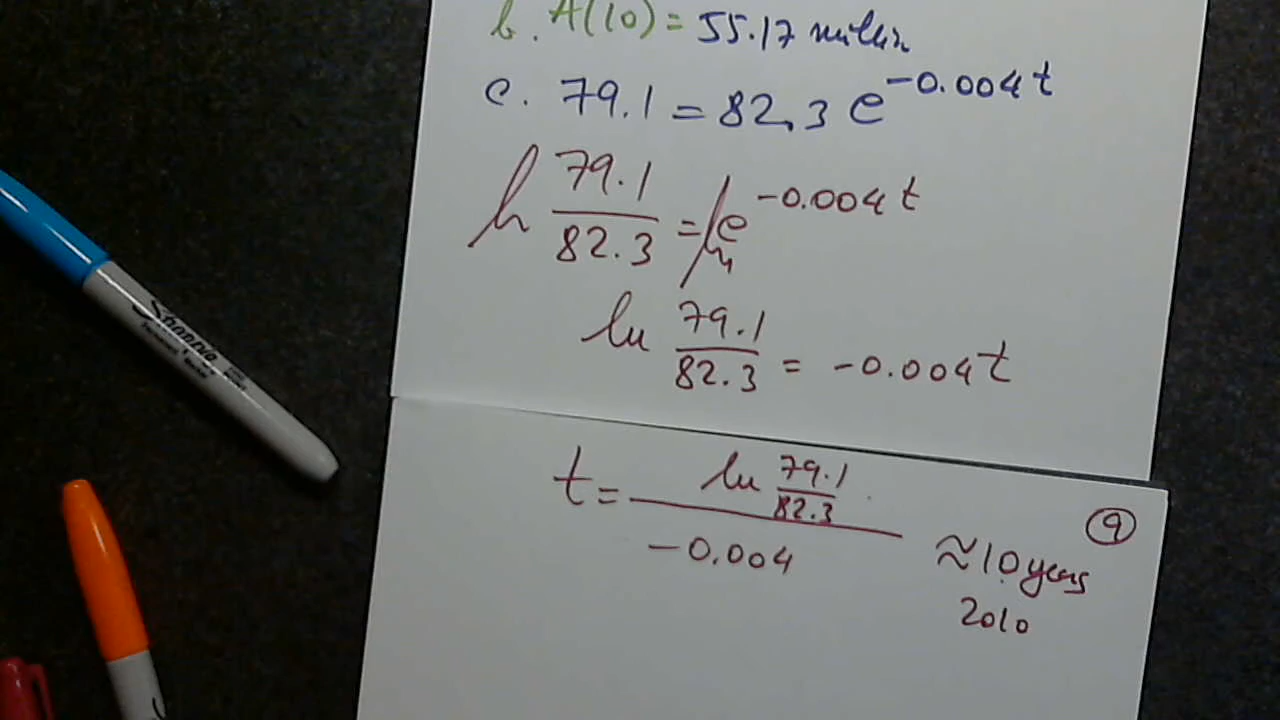 b. A(10) = 55.17 million
c. 79.1 = 82.3 e^-0.004t
ln 79.1/82.3 = ln e^-0.004t
ln 79.1/82.3 = -0.004t
t = ln 79.1/82.3 / -0.004 ≈ 10 years
9
2010
Sharpie